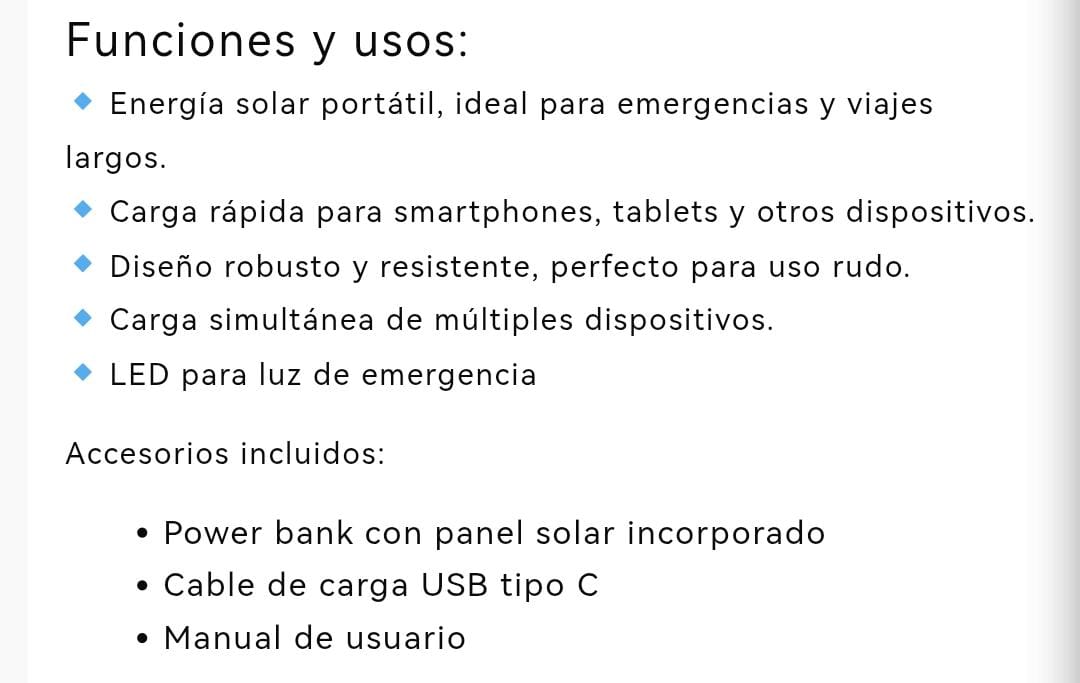 Funciones y usos:
🔹 Energía solar portátil, ideal para emergencias y viajes
largos.
🔹 Carga rápida para smartphones, tablets y otros dispositivos.
🔹 Diseño robusto y resistente, perfecto para uso rudo.
🔹 Carga simultánea de múltiples dispositivos.
🔹 LED para luz de emergencia
Accesorios incluidos:
• Power bank con panel solar incorporado
• Cable de carga USB tipo C
• Manual de usuario